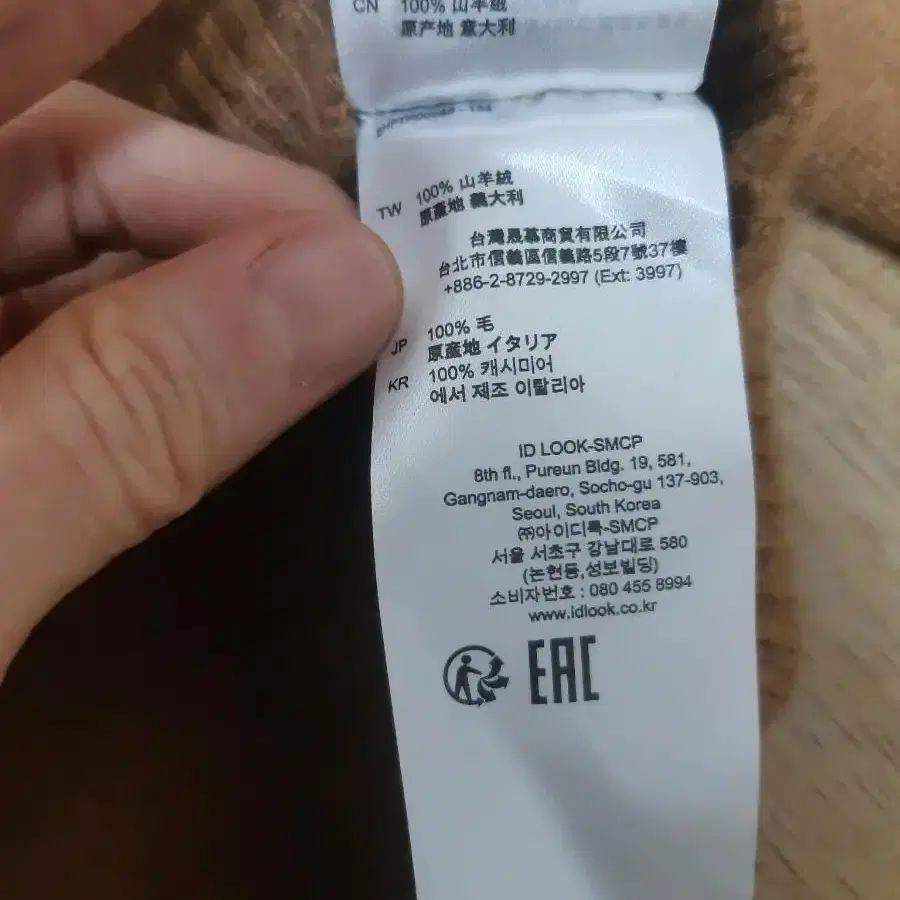 CN 100% 山羊絨
原产地 意大利
TW 100% 山羊絨
原產地 義大利
台灣晟慕商貿有限公司
台北市信義區信義路5段7號37樓
+886-2-8729-2997 (Ext: 3997)
JP 100% 毛
原産地 イタリア
KR 100% 캐시미어
에서 제조 이탈리아
ID LOOK-SMCP
8th fl., Pureun Bldg. 19, 581,
Gangnam-daero, Socho-gu 137-903,
Seoul, South Korea
㈜아이디룩-SMCP
서울 서초구 강남대로 580
(논현동,성보빌딩)
소비자번호 : 080 455 8994
www.idlook.co.kr
EAC